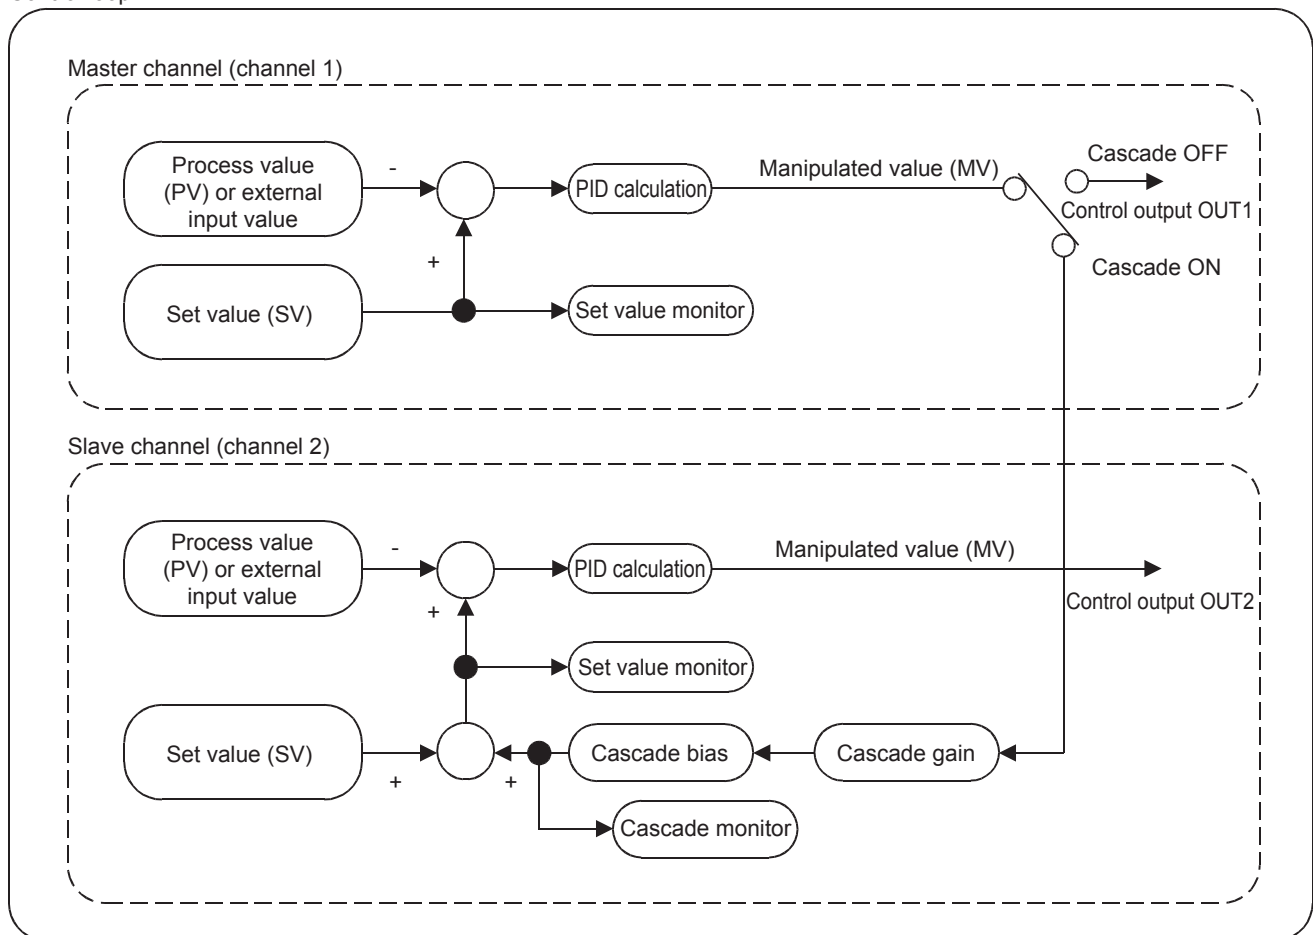 Master channel (channel 1)
Process value
(PV) or external
input value
-
+
PID calculation
Manipulated value (MV)
Cascade OFF
Control output OUT1
Cascade ON
Set value (SV)
Set value monitor
Slave channel (channel 2)
Process value
(PV) or external
input value
-
+
PID calculation
Manipulated value (MV)
Control output OUT2
Set value monitor
Set value (SV)
+
+
Cascade bias
Cascade gain
Cascade monitor